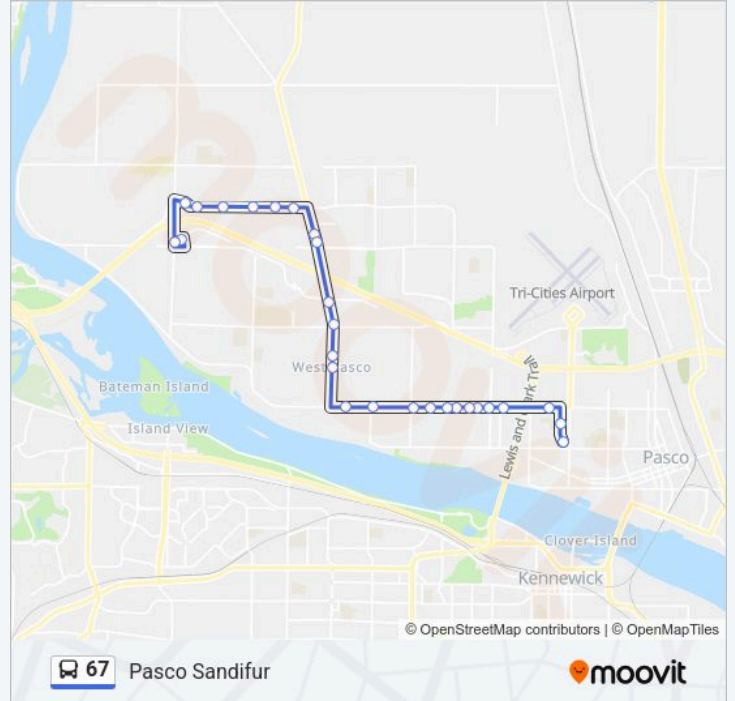 Tri-Cities Airport
West Pasco
Lewis and Clark Trail
Bateman Island
Island View
Pasco
Clover Island
Kennewick
© OpenStreetMap contributors | © OpenMapTiles
67 Pasco Sandifur
moovit